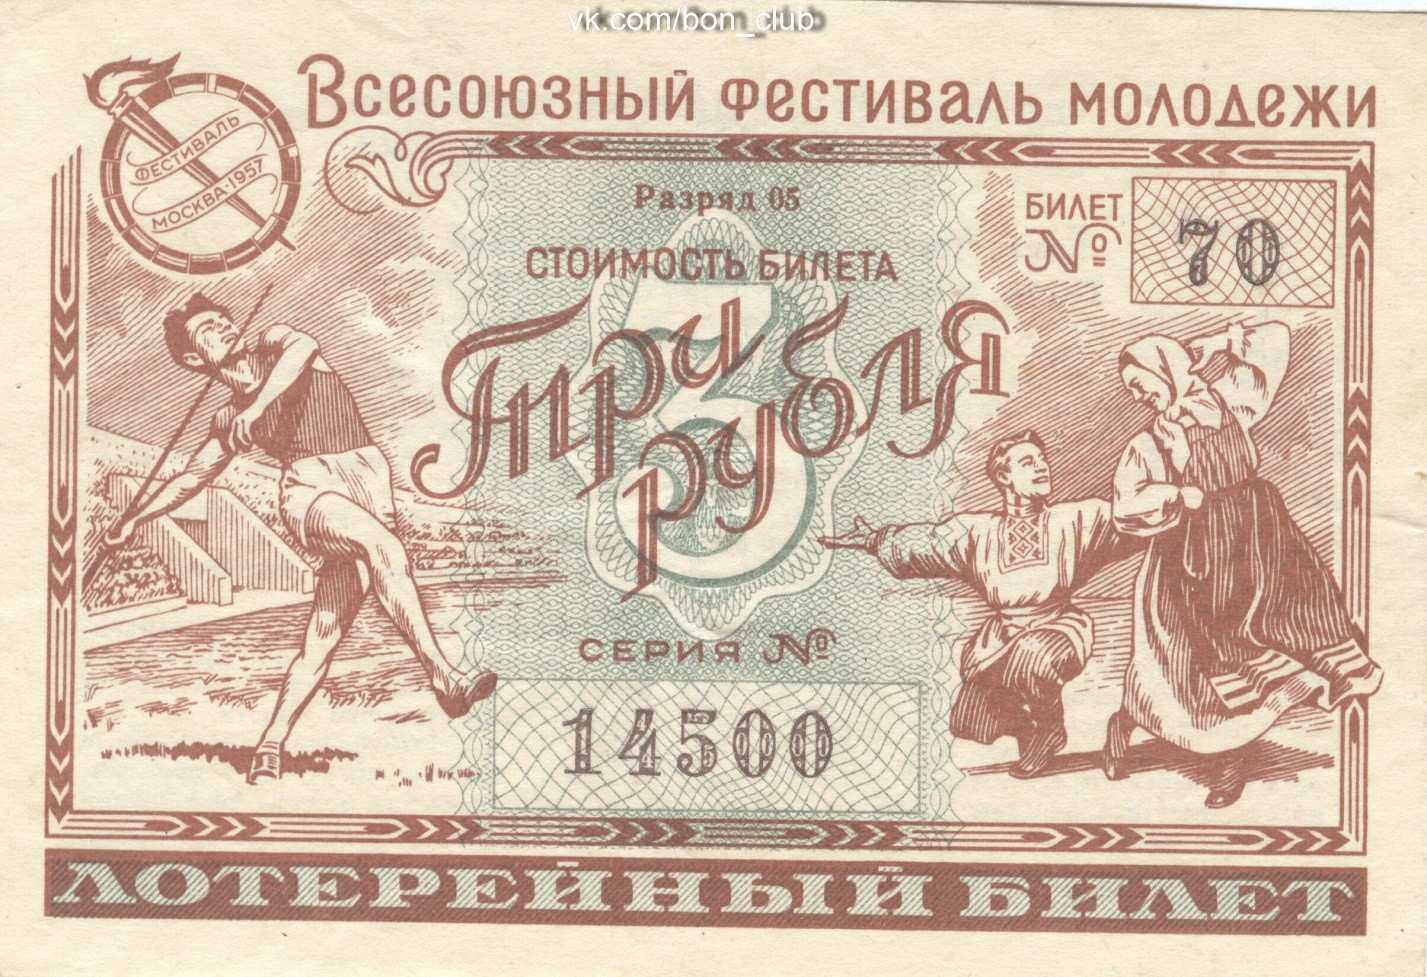 vk.com/bon_club
Всесоюзный фестиваль молодежи
ФЕСТИВАЛЬ
МОСКВА·1957
Разряд 05
БИЛЕТ
№ 70
СТОИМОСТЬ БИЛЕТА
3
Три
рубля
СЕРИЯ №
14500
ЛОТЕРЕЙНЫЙ БИЛЕТ